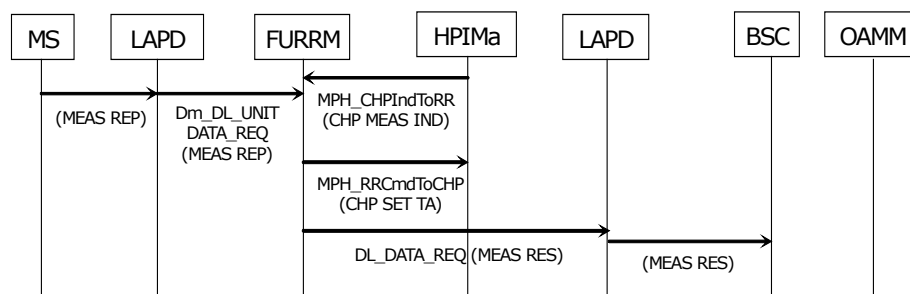 MS LAPD FURRM HPIMa LAPD BSC OAMM
(MEAS REP)
Dm_DL_UNIT
DATA_REQ
(MEAS REP)
MPH_CHPIndToRR
(CHP MEAS IND)
MPH_RRCmdToCHP
(CHP SET TA)
DL_DATA_REQ (MEAS RES)
(MEAS RES)